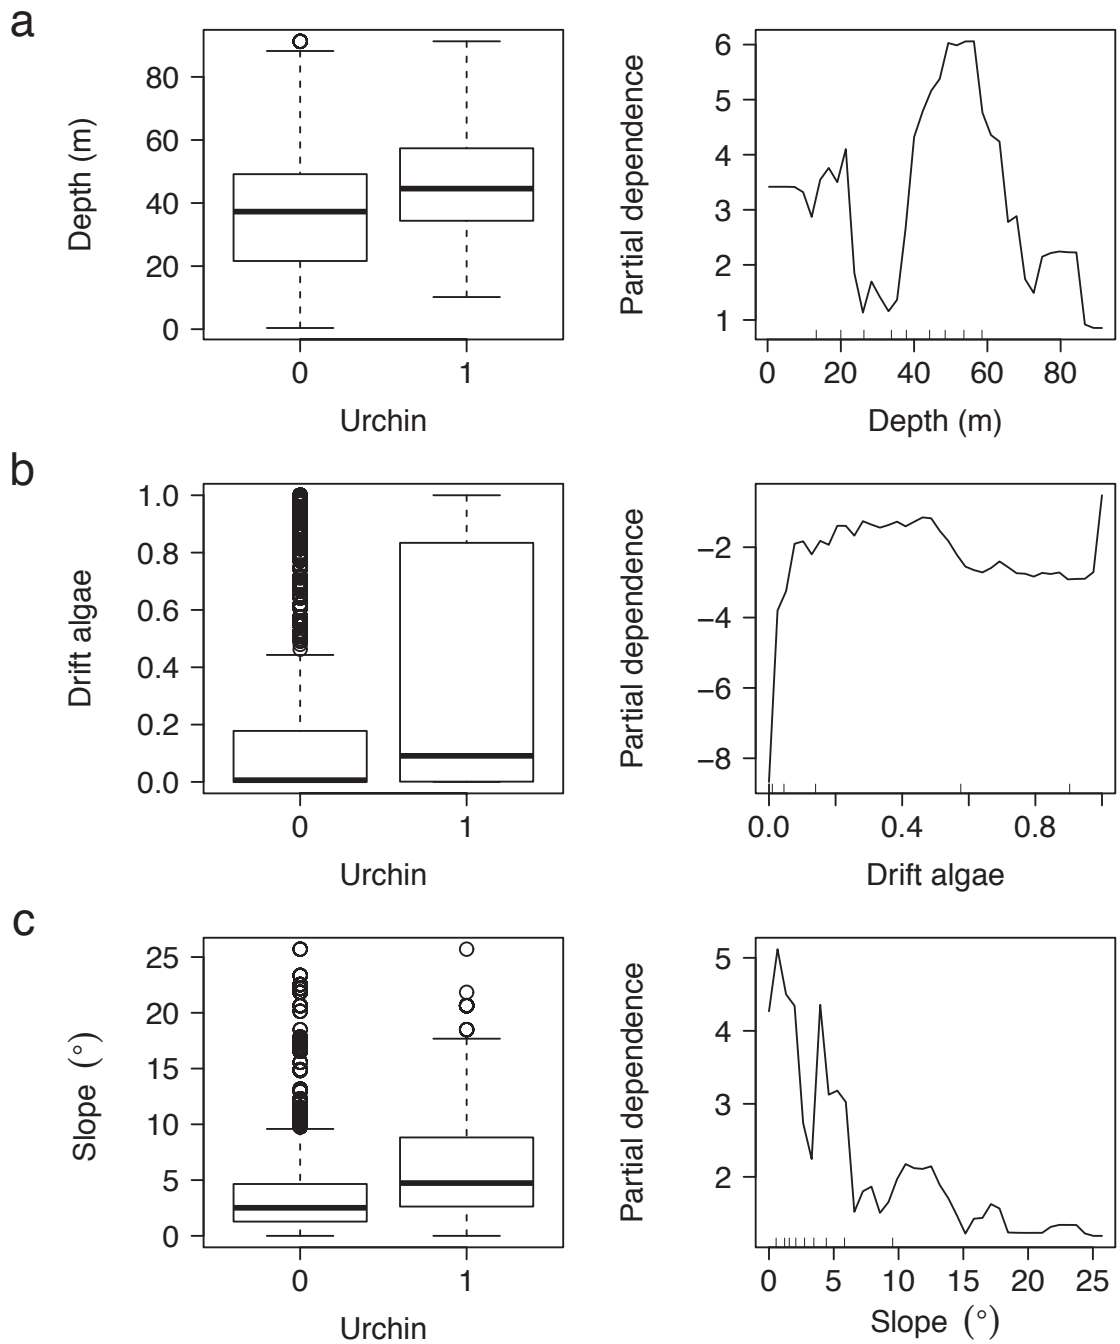 a
80
60
40
20
0
Depth (m)
0 1
Urchin
6
5
4
3
2
1
Partial dependence
0 20 40 60 80
Depth (m)
b
1.0
0.8
0.6
0.4
0.2
0.0
Drift algae
0 1
Urchin
−2
−4
−6
−8
Partial dependence
0.0 0.4 0.8
Drift algae
c
25
20
15
10
5
0
Slope (°)
0 1
Urchin
5
4
3
2
Partial dependence
0 5 10 15 20 25
Slope (°)